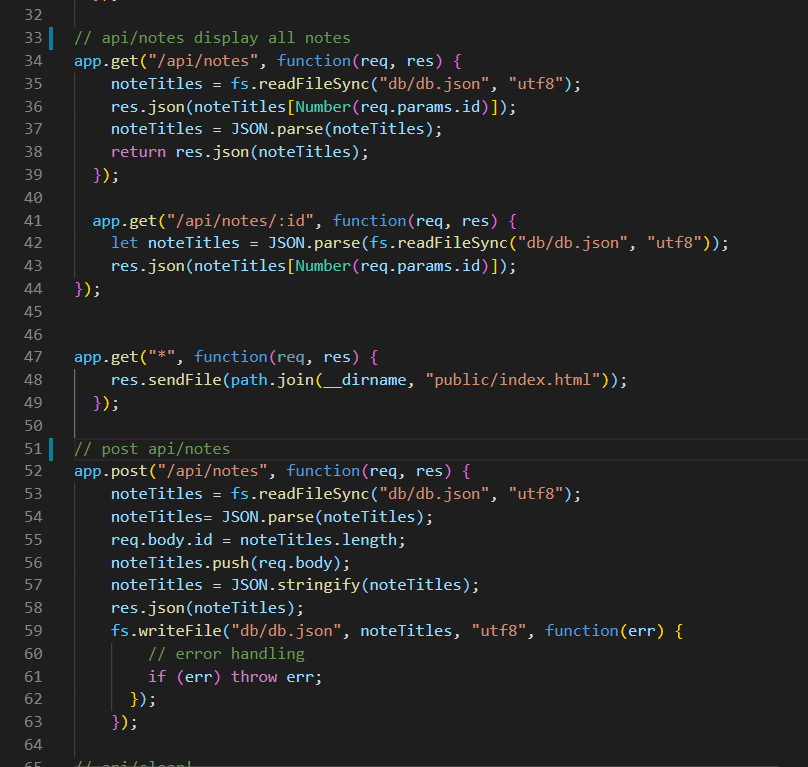 32
33 // api/notes display all notes
34 app.get("/api/notes", function(req, res) {
35 noteTitles = fs.readFileSync("db/db.json", "utf8");
36 res.json(noteTitles[Number(req.params.id)]);
37 noteTitles = JSON.parse(noteTitles);
38 return res.json(noteTitles);
39 });
40
41 app.get("/api/notes/:id", function(req, res) {
42 let noteTitles = JSON.parse(fs.readFileSync("db/db.json", "utf8"));
43 res.json(noteTitles[Number(req.params.id)]);
44 });
45
46
47 app.get("*", function(req, res) {
48 res.sendFile(path.join(__dirname, "public/index.html"));
49 });
50
51 // post api/notes
52 app.post("/api/notes", function(req, res) {
53 noteTitles = fs.readFileSync("db/db.json", "utf8");
54 noteTitles= JSON.parse(noteTitles);
55 req.body.id = noteTitles.length;
56 noteTitles.push(req.body);
57 noteTitles = JSON.stringify(noteTitles);
58 res.json(noteTitles);
59 fs.writeFile("db/db.json", noteTitles, "utf8", function(err) {
60 // error handling
61 if (err) throw err;
62 });
63 });
64
65